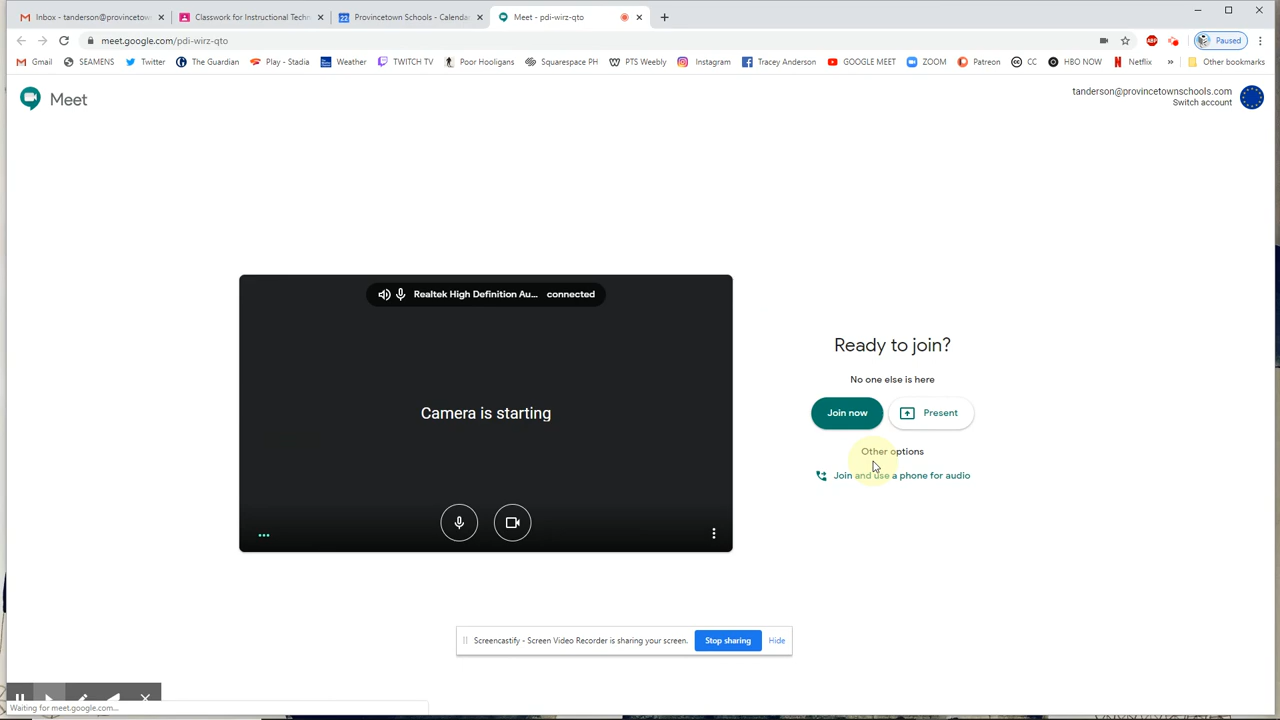 Inbox - tanderson@provincetown
Classwork for Instructional Techn
Provincetown Schools - Calenda
Meet - pdi-wirz-qto
meet.google.com/pdi-wirz-qto
Paused
Gmail
SEAMENS
Twitter
The Guardian
Play - Stadia
Weather
TWITCH TV
Poor Hooligans
Squarespace PH
PTS Weebly
Instagram
Tracey Anderson
GOOGLE MEET
ZOOM
Patreon
CC
HBO NOW
Netflix
»
Other bookmarks
Meet
tanderson@provincetownschools.com
Switch account
Realtek High Definition Au... connected
Camera is starting
Ready to join?
No one else is here
Join now
Present
Other options
Join and use a phone for audio
Screencastify - Screen Video Recorder is sharing your screen.
Stop sharing
Hide
Waiting for meet.google.com...